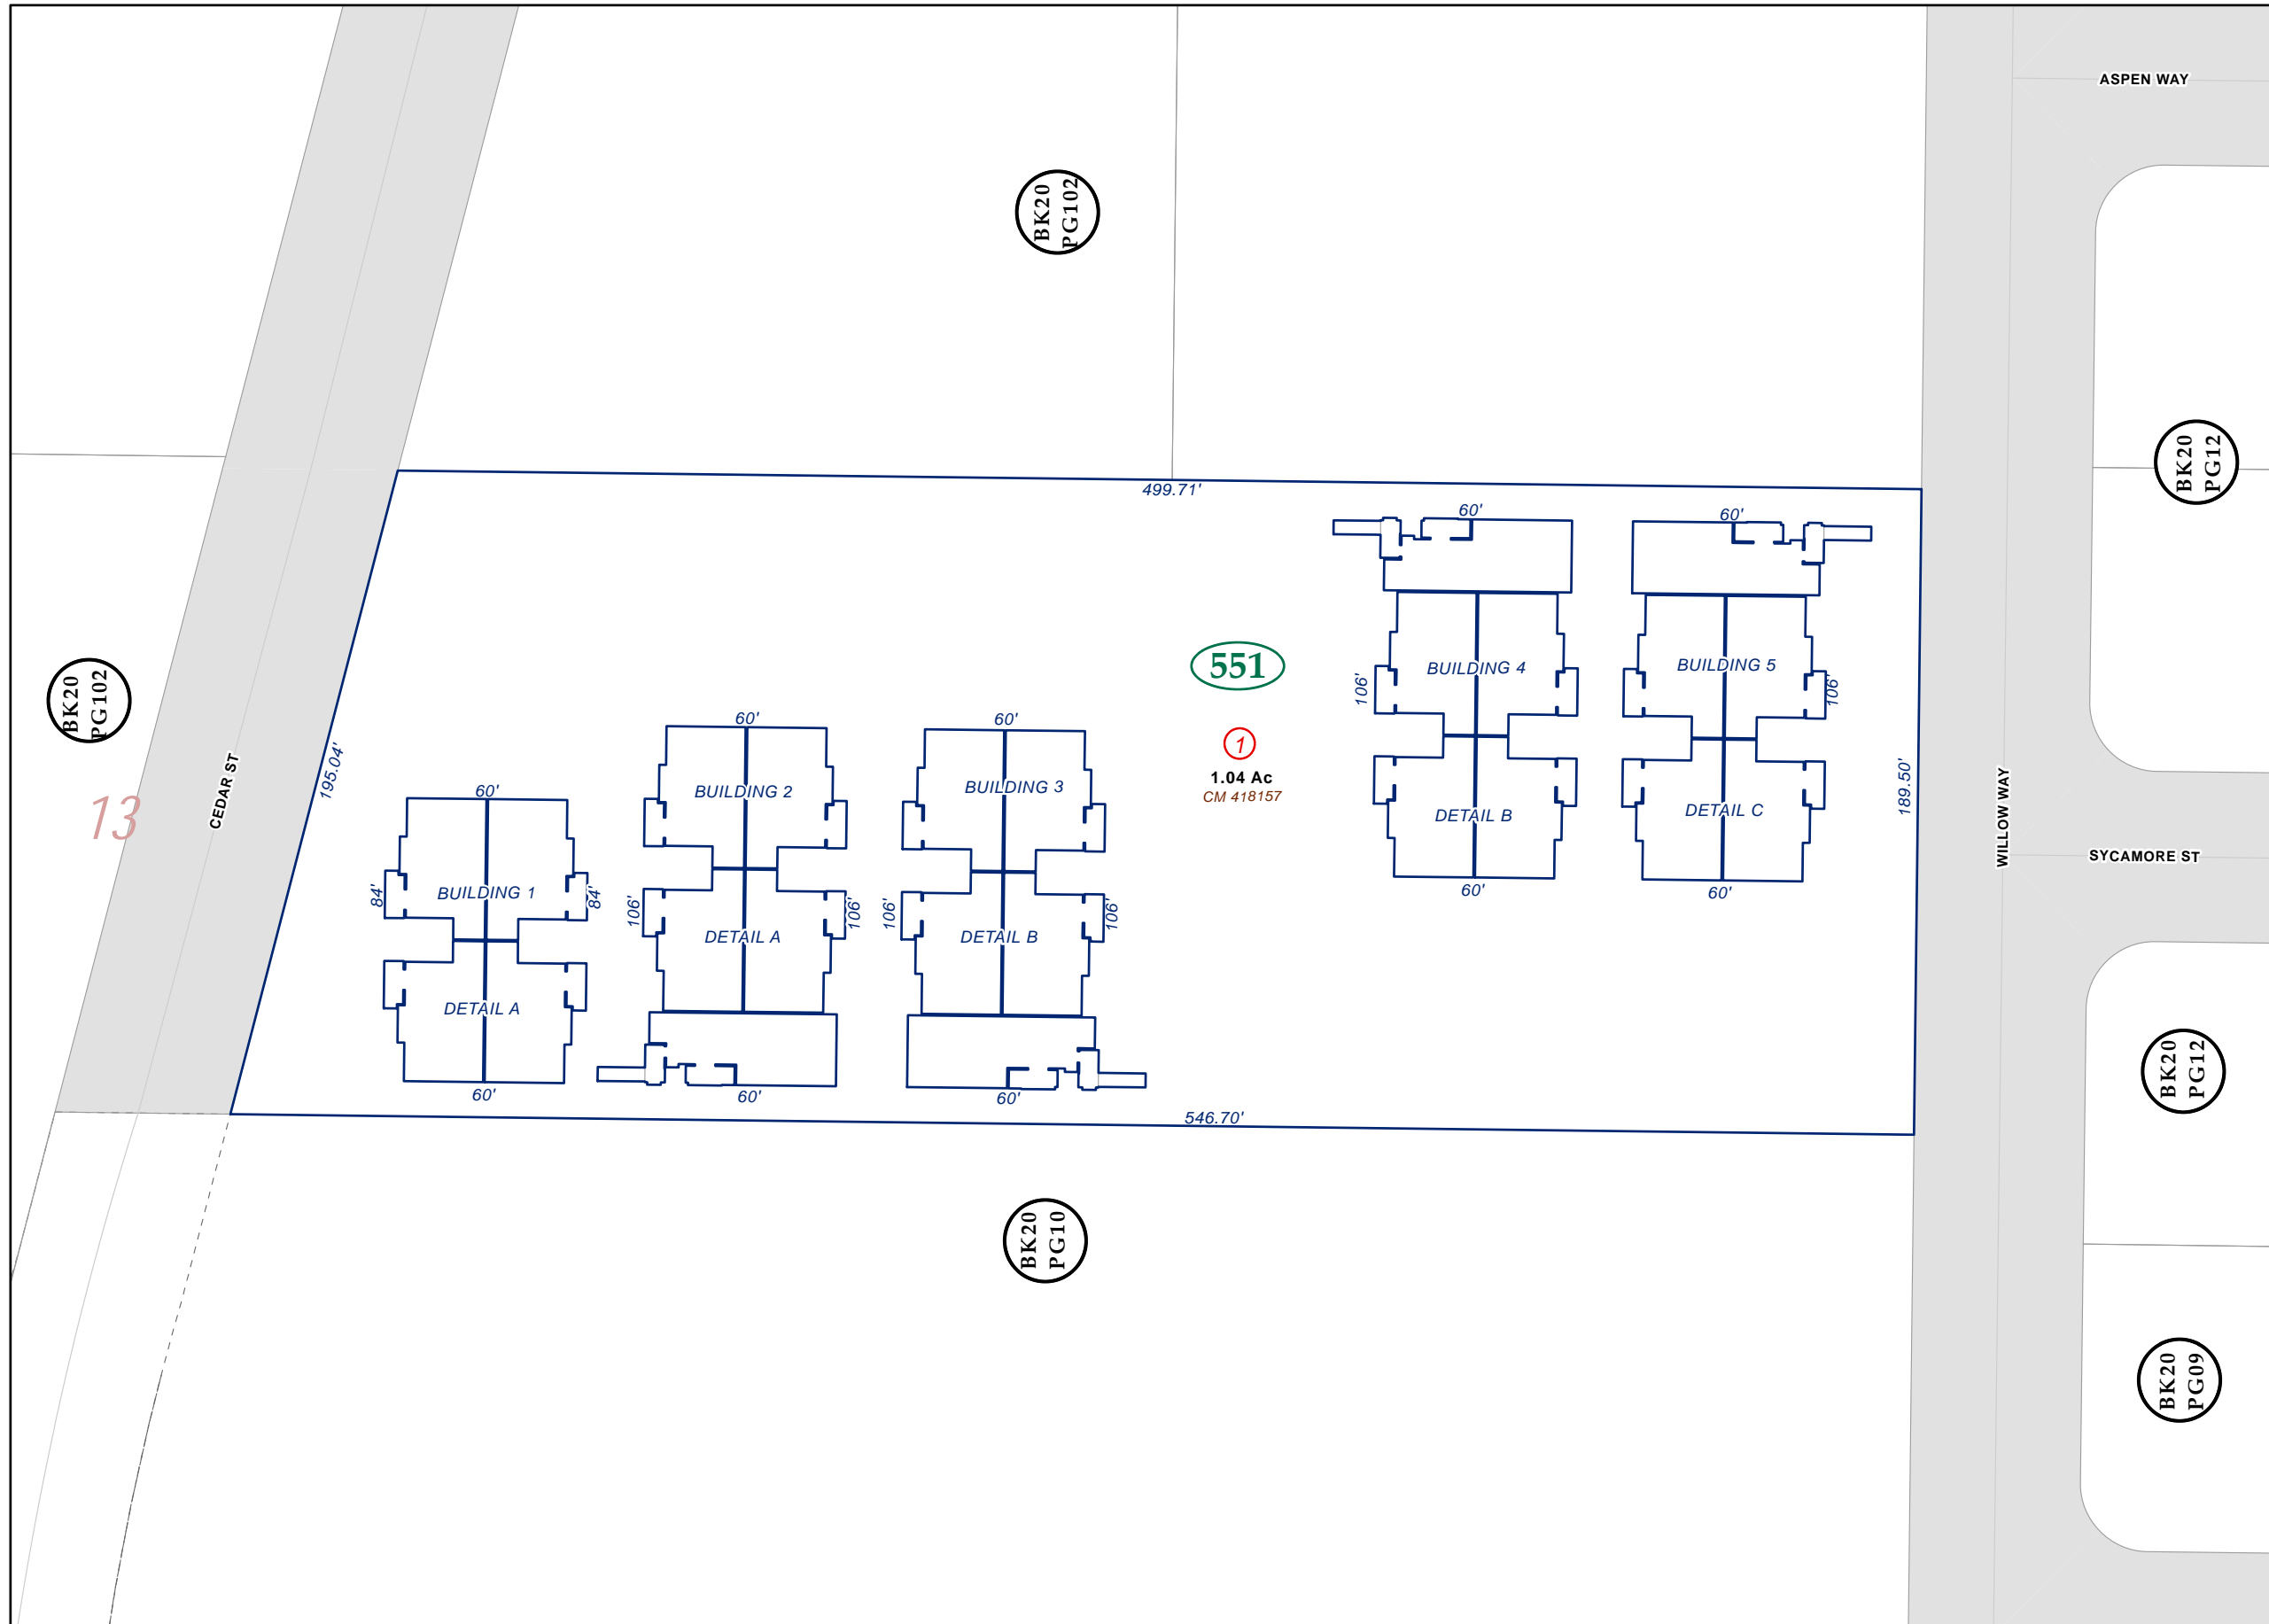 ASPEN WAY
BK20
PG102
BK20
PG12
499.71'
60'
60'
551
BUILDING 4
BUILDING 5
106'
106'
BK20
PG102
60'
60'
1
1.04 Ac
CM 418157
195.04'
CEDAR ST
13
60'
BUILDING 2
BUILDING 3
DETAIL B
DETAIL C
189.50'
WILLOW WAY
SYCAMORE ST
84'
BUILDING 1
84'
106'
106'
106'
106'
60'
60'
DETAIL A
DETAIL B
DETAIL A
60'
60'
60'
546.70'
BK20
PG12
BK20
PG10
BK20
PG09